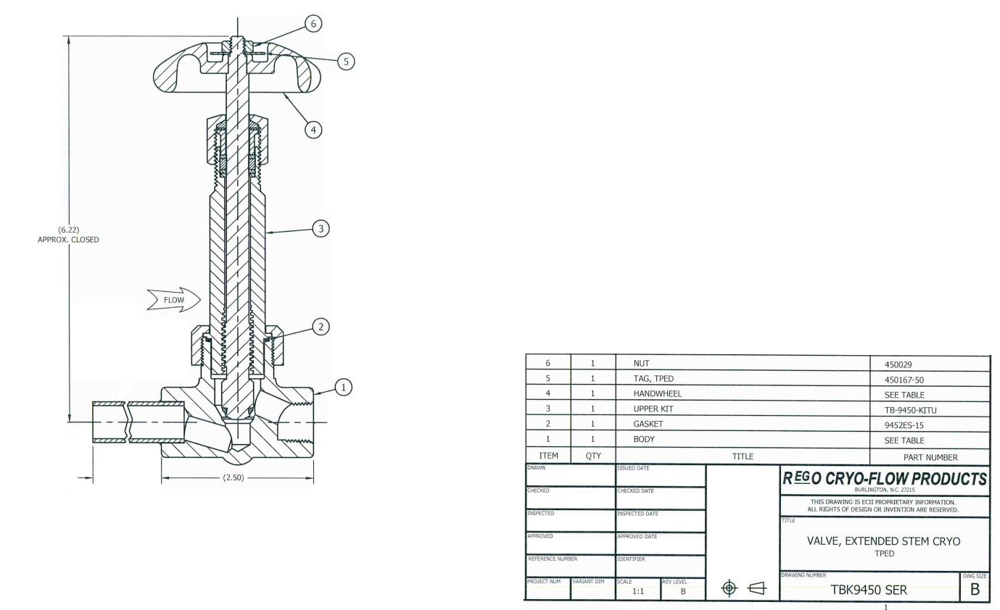 6
5
4
(6.22)
APPROX. CLOSED
3
FLOW
2
1
(2.50)
6 1 NUT 450029
5 1 TAG, TPED 450167-50
4 1 HANDWHEEL SEE TABLE
3 1 UPPER KIT TB-9450-KITU
2 1 GASKET 9452ES-15
1 1 BODY SEE TABLE
ITEM QTY TITLE PART NUMBER
DRAWN ISSUED DATE
REGO CRYO-FLOW PRODUCTS
BURLINGTON, N.C. 27215
CHECKED CHECKED DATE
THIS DRAWING IS ECII PROPRIETARY INFORMATION.
ALL RIGHTS OF DESIGN OR INVENTION ARE RESERVED.
INSPECTED INSPECTED DATE
TITLE
VALVE, EXTENDED STEM CRYO
TPED
APPROVED APPROVED DATE
REFERENCE NUMBER IDENTIFIER
DRAWING NUMBER DWG SIZE
TBK9450 SER B
PROJECT NUM VARIANT DIM SCALE REV LEVEL
1:1 B
1